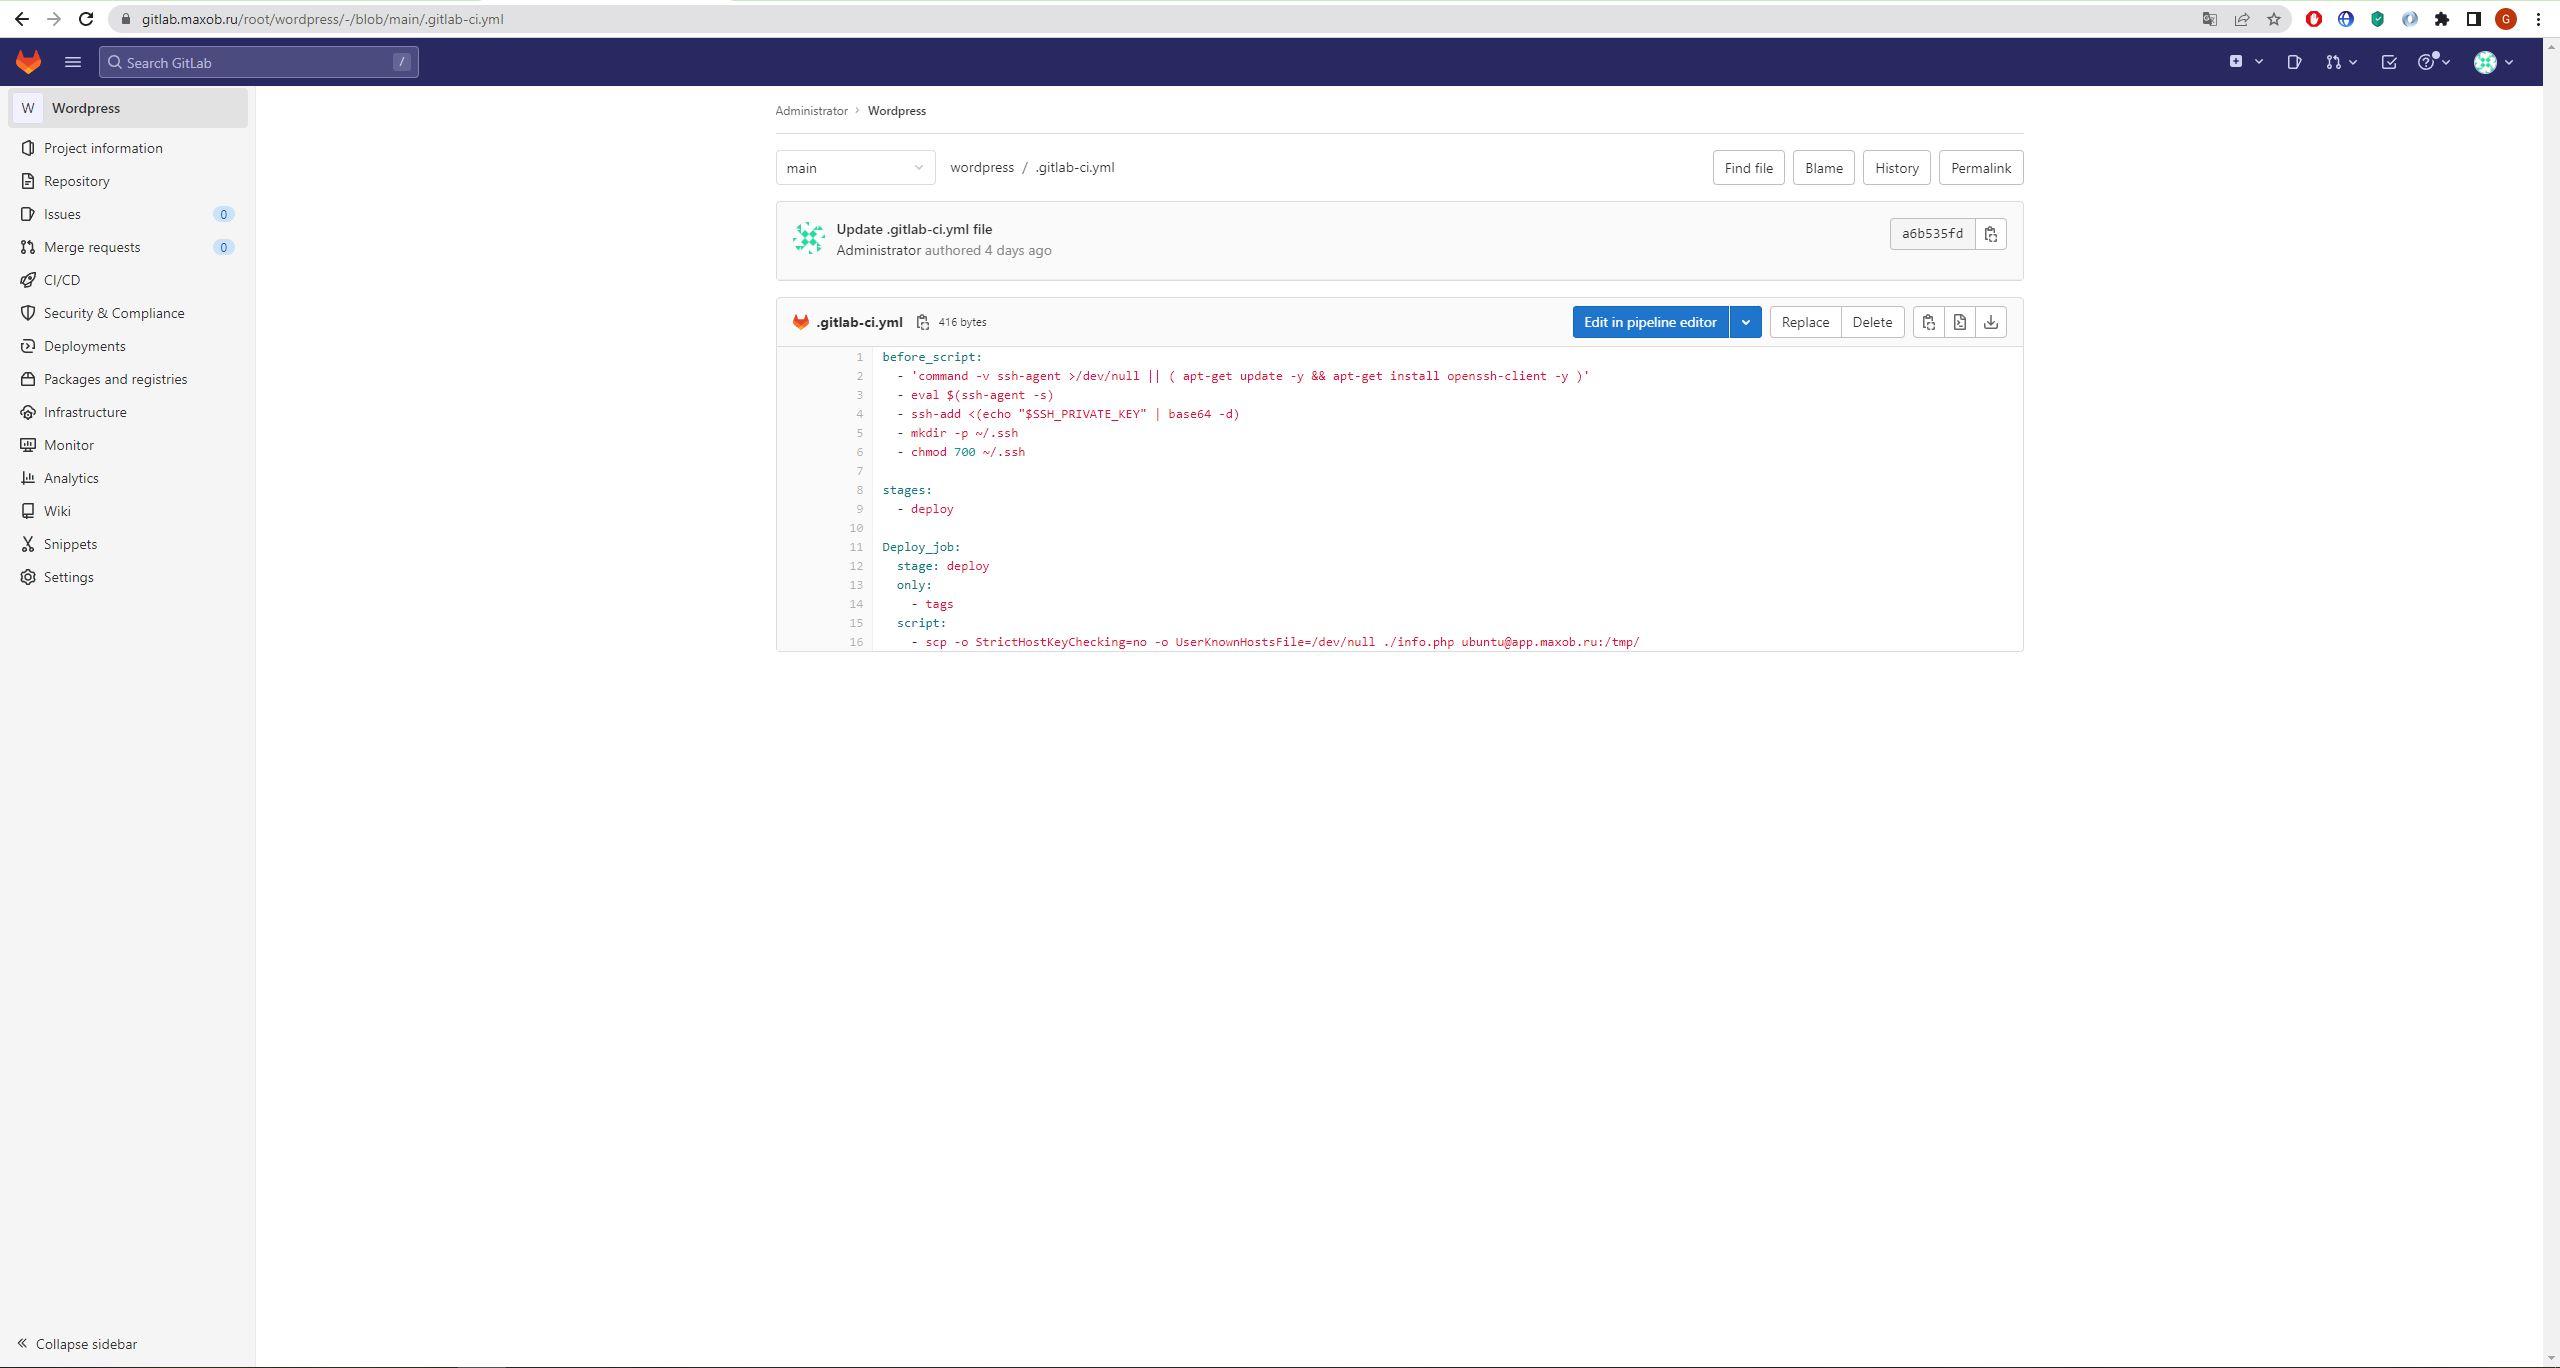 gitlab.maxob.ru/root/wordpress/-/blob/main/.gitlab-ci.yml
G
Search GitLab
/
W Wordpress
Project information
Repository
Issues 0
Merge requests 0
CI/CD
Security & Compliance
Deployments
Packages and registries
Infrastructure
Monitor
Analytics
Wiki
Snippets
Settings
Collapse sidebar
Administrator › Wordpress
main
wordpress / .gitlab-ci.yml
Find file Blame History Permalink
Update .gitlab-ci.yml file
Administrator authored 4 days ago
a6b535fd
.gitlab-ci.yml 416 bytes
Edit in pipeline editor Replace Delete
1 before_script:
2   - 'command -v ssh-agent >/dev/null || ( apt-get update -y && apt-get install openssh-client -y )'
3   - eval $(ssh-agent -s)
4   - ssh-add <(echo "$SSH_PRIVATE_KEY" | base64 -d)
5   - mkdir -p ~/.ssh
6   - chmod 700 ~/.ssh
7
8 stages:
9   - deploy
10
11 Deploy_job:
12   stage: deploy
13   only:
14     - tags
15   script:
16     - scp -o StrictHostKeyChecking=no -o UserKnownHostsFile=/dev/null ./info.php ubuntu@app.maxob.ru:/tmp/